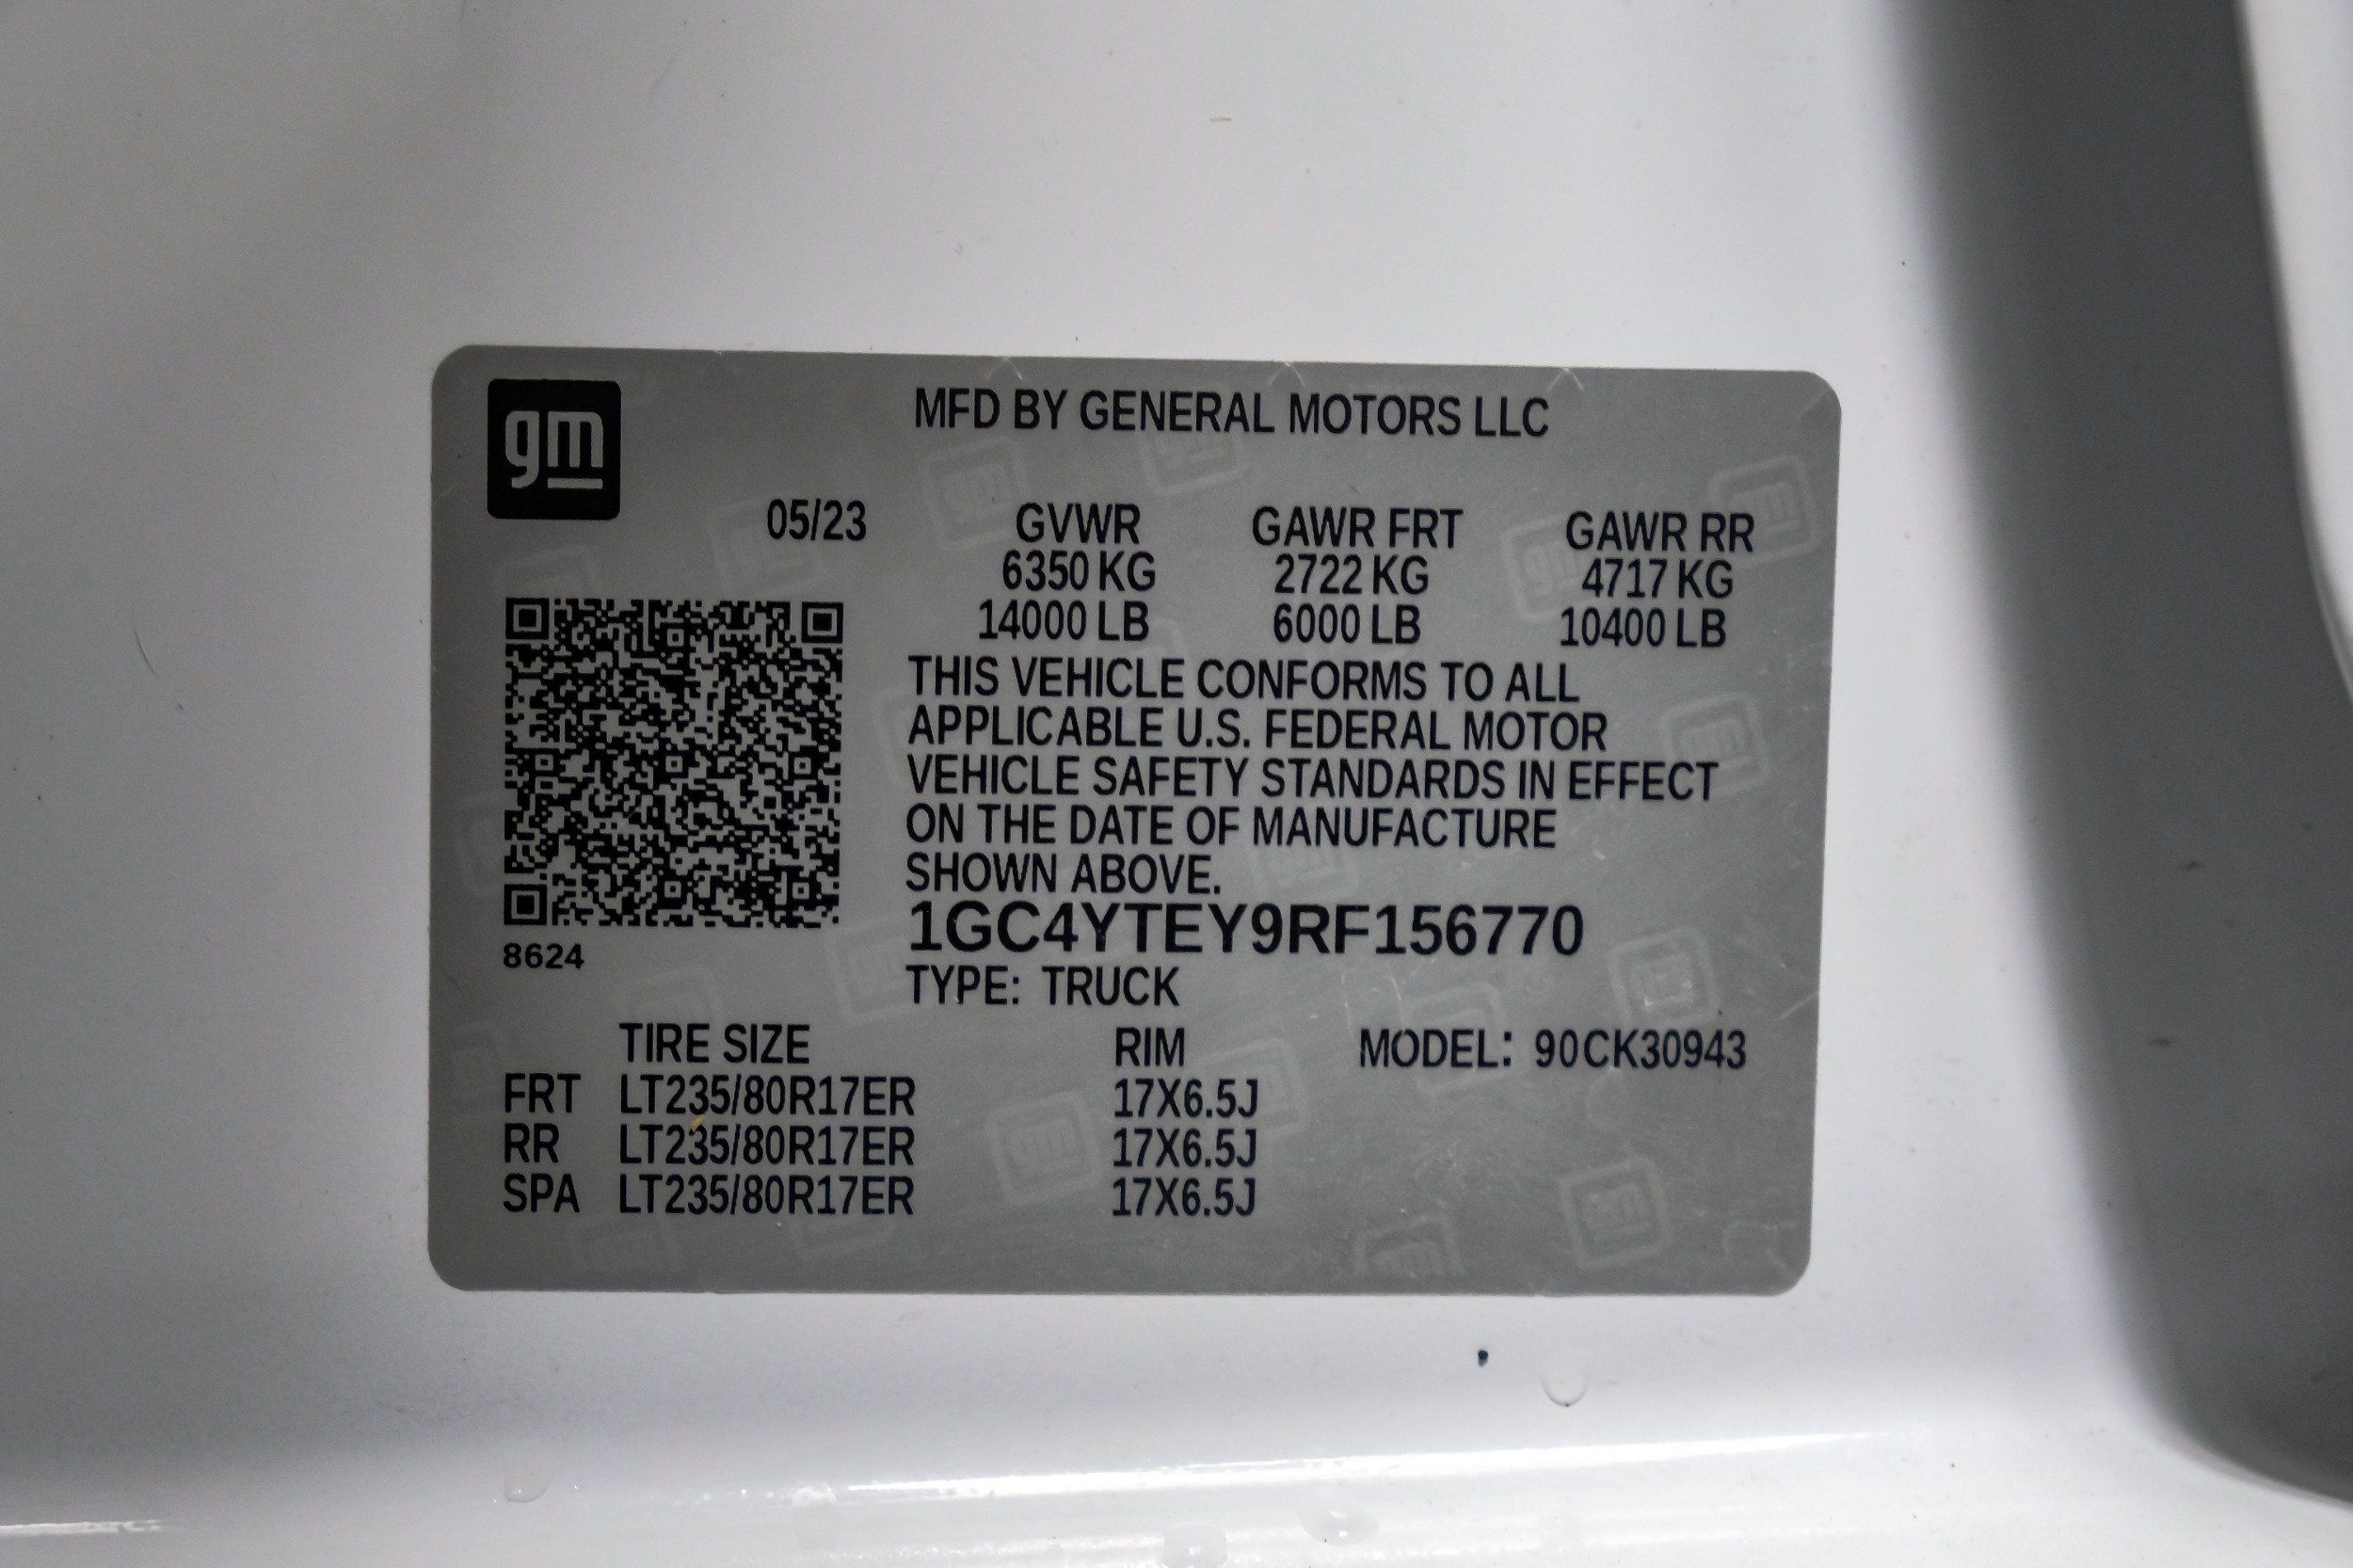 gm
MFD BY GENERAL MOTORS LLC
05/23 GVWR GAWR FRT GAWR RR
6350 KG 2722 KG 4717 KG
14000 LB 6000 LB 10400 LB
THIS VEHICLE CONFORMS TO ALL
APPLICABLE U.S. FEDERAL MOTOR
VEHICLE SAFETY STANDARDS IN EFFECT
ON THE DATE OF MANUFACTURE
SHOWN ABOVE.
1GC4YTEY9RF156770
8624
TYPE: TRUCK
TIRE SIZE RIM MODEL: 90CK30943
FRT LT235/80R17ER 17X6.5J
RR LT235/80R17ER 17X6.5J
SPA LT235/80R17ER 17X6.5J